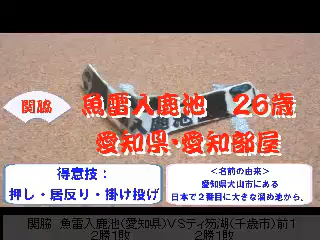 関脇
魚雷入鹿池 26歳
愛知県・愛知部屋
得意技：
押し・居反り・掛け投げ
＜名前の由来＞
愛知県犬山市にある
日本で２番目に大きな溜め池から、
関脇 魚雷入鹿池(愛知県)VSティ笏湖(千歳市)前1
2勝1敗 2勝1敗